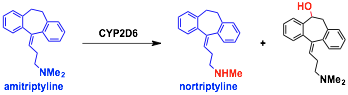 CYP2D6
+
HO
NMe2
NHMe
NMe2
amitriptyline
nortriptyline